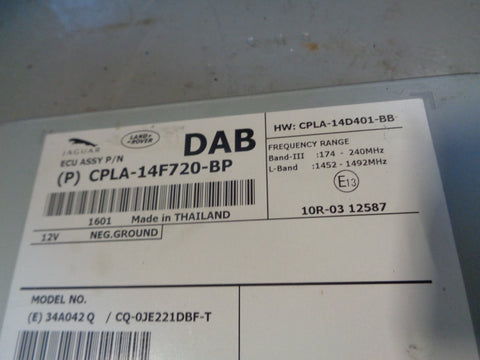 JAGUAR
LAND ROVER
DAB
ECU ASSY P/N
(P) CPLA-14F720-BP
1601 Made in THAILAND
12V NEG.GROUND
HW: CPLA-14D401-BB
FREQUENCY RANGE
Band-III :174 - 240MHz
L-Band :1452 - 1492MHz
E13
10R-03 12587
MODEL NO.
(E) 34A042 Q / CQ-0JE221DBF-T